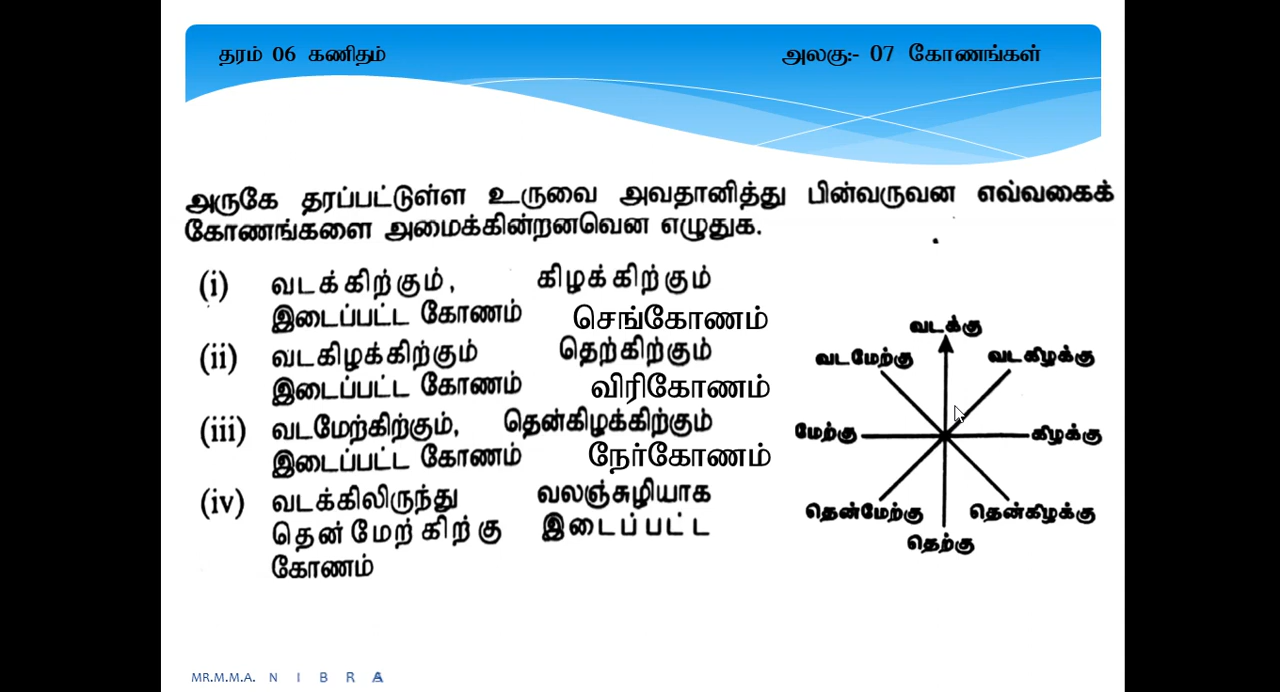 தரம் 06 கணிதம்
அலகு:- 07 கோணங்கள்
அருகே தரப்பட்டுள்ள உருவை அவதானித்து பின்வருவன எவ்வகைக்
கோணங்களை அமைக்கின்றனவென எழுதுக.
(i) வடக்கிற்கும், கிழக்கிற்கும்
இடைப்பட்ட கோணம் செங்கோணம்
(ii) வடகிழக்கிற்கும் தெற்கிற்கும்
இடைப்பட்ட கோணம் விரிகோணம்
(iii) வடமேற்கிற்கும், தென்கிழக்கிற்கும்
இடைப்பட்ட கோணம் நேர்கோணம்
(iv) வடக்கிலிருந்து வலஞ்சுழியாக
தென்மேற்கிற்கு இடைப்பட்ட
கோணம்
வடக்கு
வடமேற்கு வடகிழக்கு
மேற்கு கிழக்கு
தென்மேற்கு தென்கிழக்கு
தெற்கு
MR.M.M.A. N I B R A S